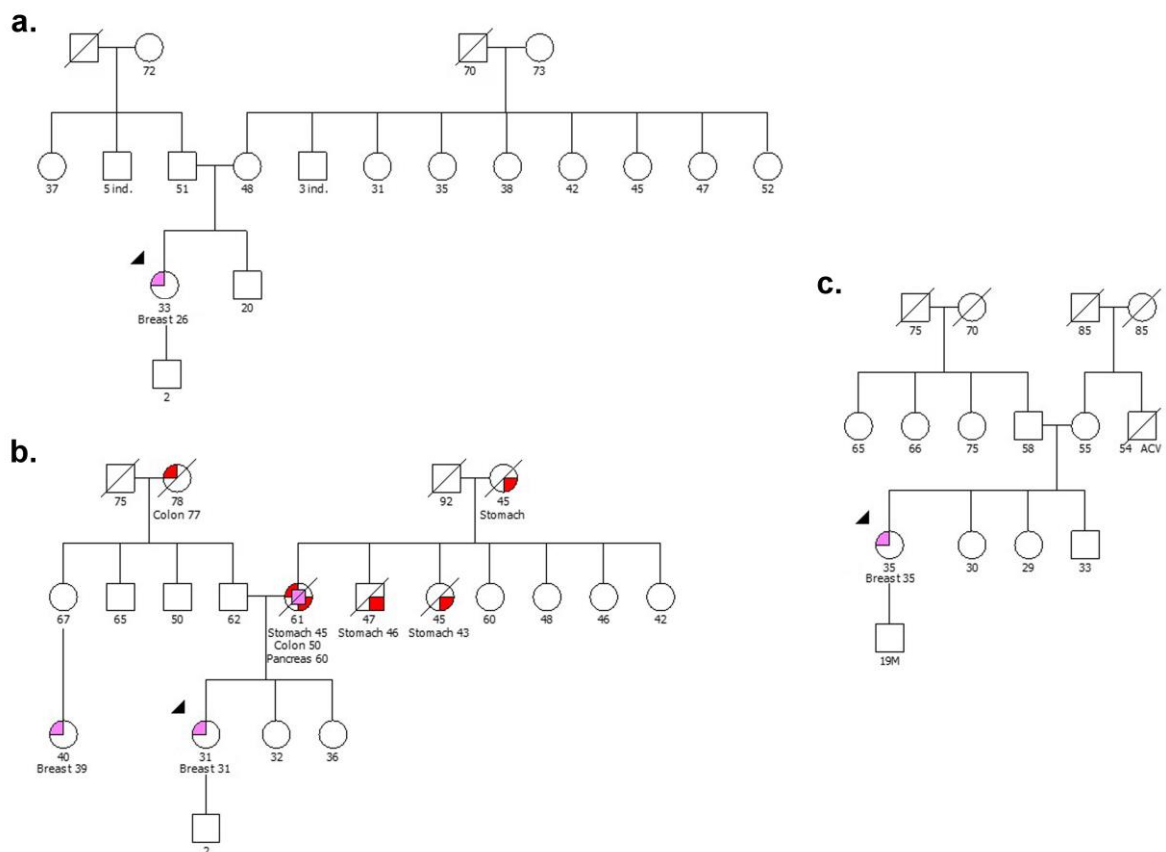 a.
72
70
73
37
5 ind.
51
48
3 ind.
31
35
38
42
45
47
52
33
Breast 26
20
2
b.
75
78
Colon 77
92
45
Stomach
67
65
50
62
61
Stomach 45
Colon 50
Pancreas 60
47
Stomach 46
45
Stomach 43
60
48
46
42
40
Breast 39
31
Breast 31
32
36
2
c.
75
70
85
85
65
66
75
58
55
54 ACV
35
Breast 35
30
29
33
19M